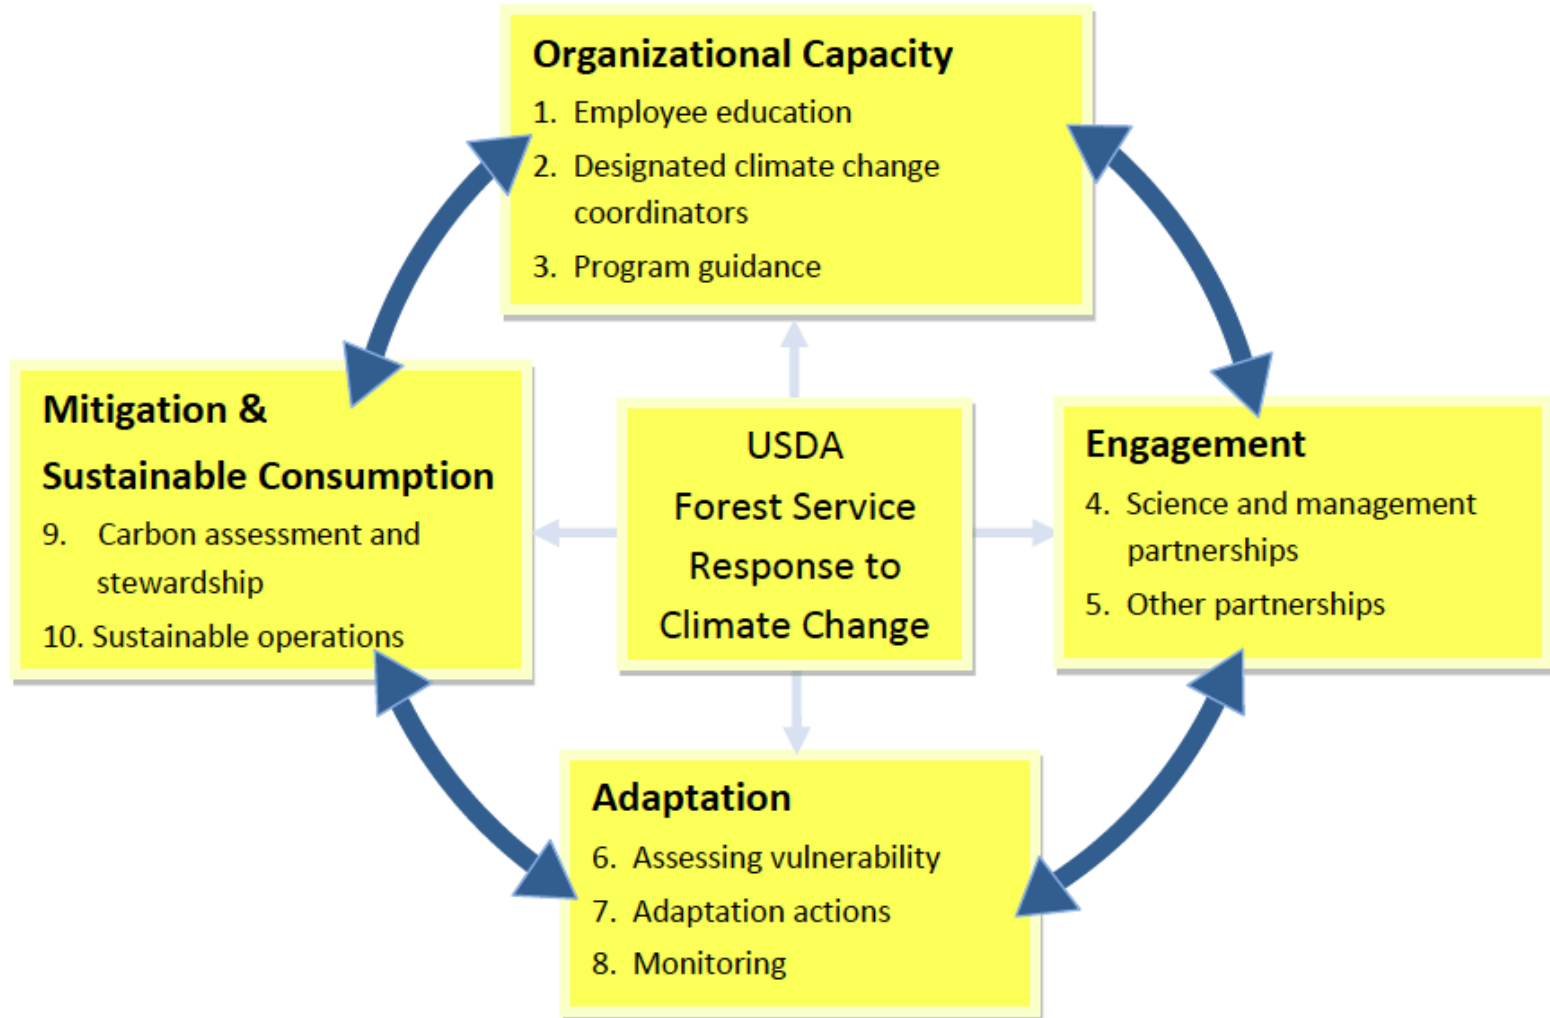 Organizational Capacity
1. Employee education
2. Designated climate change
coordinators
3. Program guidance
Mitigation &
Sustainable Consumption
9. Carbon assessment and
stewardship
10. Sustainable operations
USDA
Forest Service
Response to
Climate Change
Engagement
4. Science and management
partnerships
5. Other partnerships
Adaptation
6. Assessing vulnerability
7. Adaptation actions
8. Monitoring